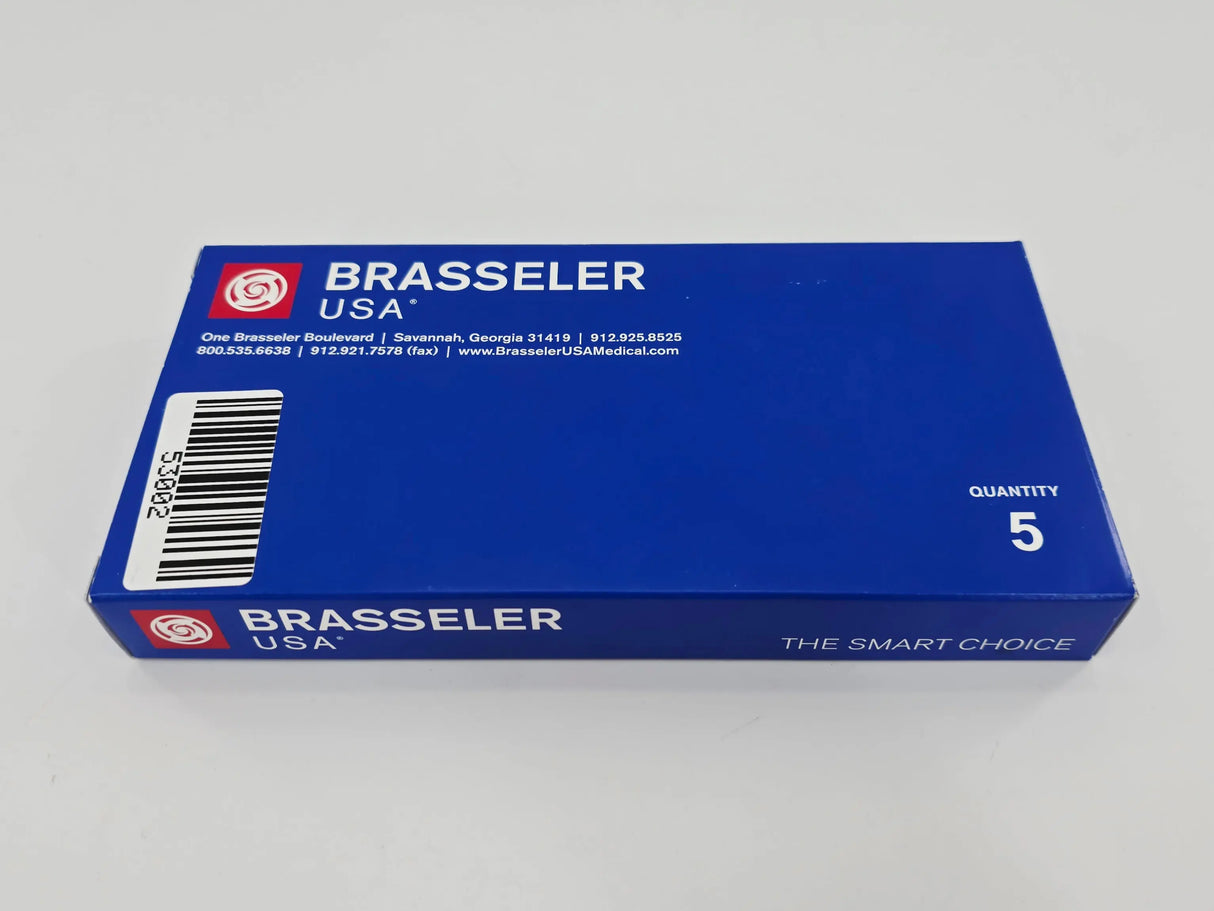 BRASSELER
USA®
One Brasseler Boulevard | Savannah, Georgia 31419 | 912.925.8525
800.535.6638 | 912.921.7578 (fax) | www.BrasselerUSAMedical.com
53002
QUANTITY
5
BRASSELER
USA®
THE SMART CHOICE